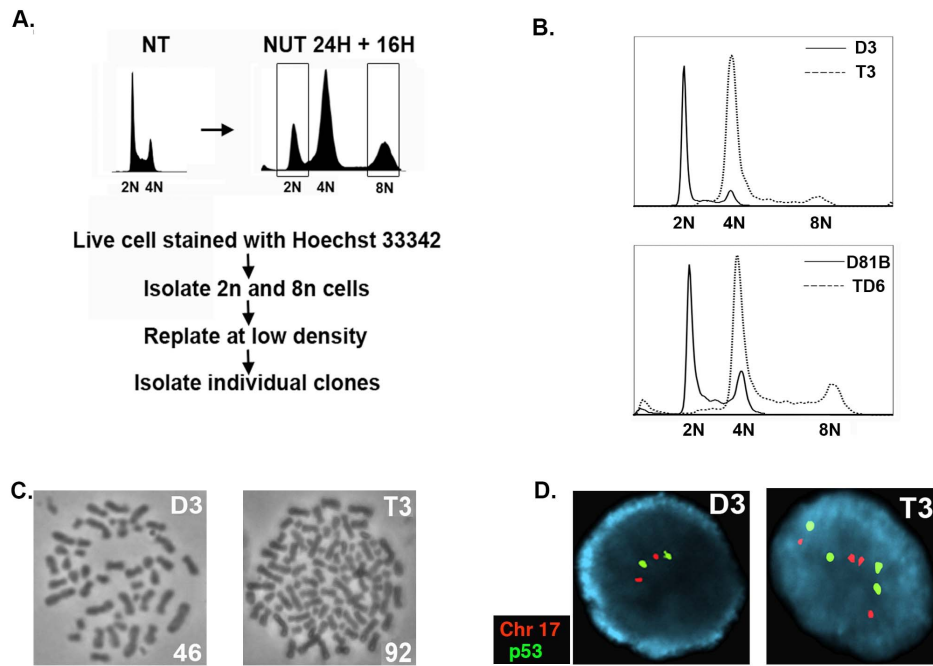 A.
NT
NUT 24H + 16H
2N 4N
2N 4N 8N
Live cell stained with Hoechst 33342
Isolate 2n and 8n cells
Replate at low density
Isolate individual clones
B.
D3
T3
2N 4N 8N
D81B
TD6
2N 4N 8N
C.
D3
46
T3
92
D.
D3
T3
Chr 17
p53